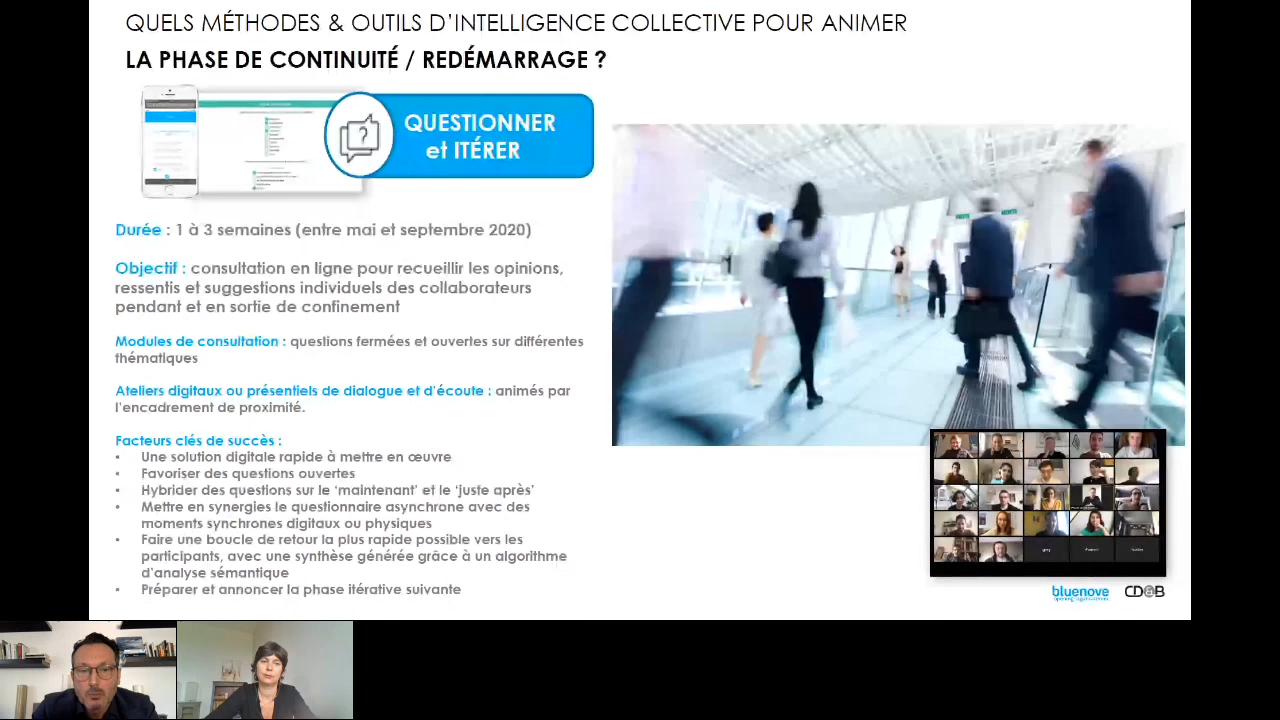 QUELS MÉTHODES & OUTILS D'INTELLIGENCE COLLECTIVE POUR ANIMER
LA PHASE DE CONTINUITÉ / REDÉMARRAGE ?
QUESTIONNER
et ITÉRER
Durée : 1 à 3 semaines (entre mai et septembre 2020)
Objectif : consultation en ligne pour recueillir les opinions,
ressentis et suggestions individuels des collaborateurs
pendant et en sortie de confinement
Modules de consultation : questions fermées et ouvertes sur différentes
thématiques
Ateliers digitaux ou présentiels de dialogue et d'écoute : animés par
l'encadrement de proximité.
Facteurs clés de succès :
• Une solution digitale rapide à mettre en œuvre
• Favoriser des questions ouvertes
• Hybrider des questions sur le 'maintenant' et le 'juste après'
• Mettre en synergies le questionnaire asynchrone avec des
moments synchrones digitaux ou physiques
• Faire une boucle de retour la plus rapide possible vers les
participants, avec une synthèse générée grâce à un algorithme
d'analyse sémantique
• Préparer et annoncer la phase itérative suivante
bluenove
CD@B